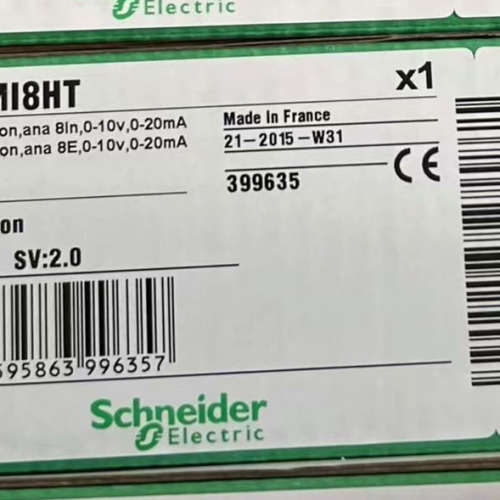 Electric
MI8HT
x1
on,ana 8In,0-10v,0-20mA
on,ana 8E,0-10v,0-20mA
Made In France
21-2015-W31
399635
CE
on
SV:2.0
595863 996357
Schneider
Electric